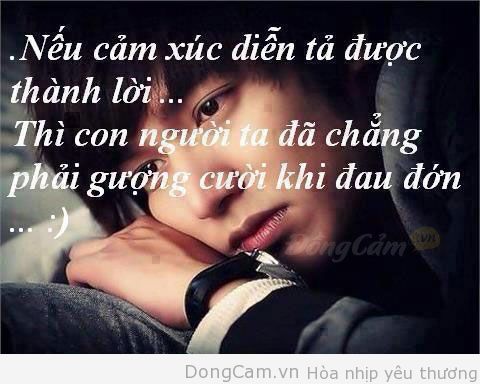 .Nếu cảm xúc diễn tả được
thành lời ...
Thì con người ta đã chẳng
phải gượng cười khi đau đớn
... :)
ĐồngCảm.vn
DongCam.vn Hòa nhịp yêu thương